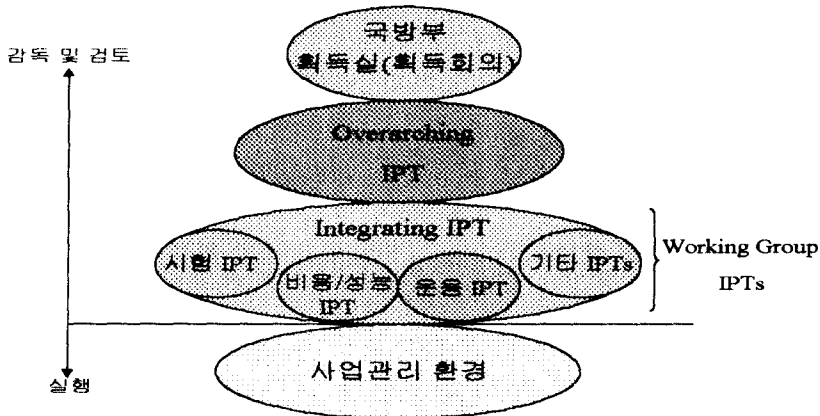 국방부
획득실(획득회의)
감독 및 검토
Overarching
IPT
Integrating IPT
시험 IPT
비용/성능
IPT
운용 IPT
기타 IPTs
Working Group
IPTs
사업관리 환경
실행